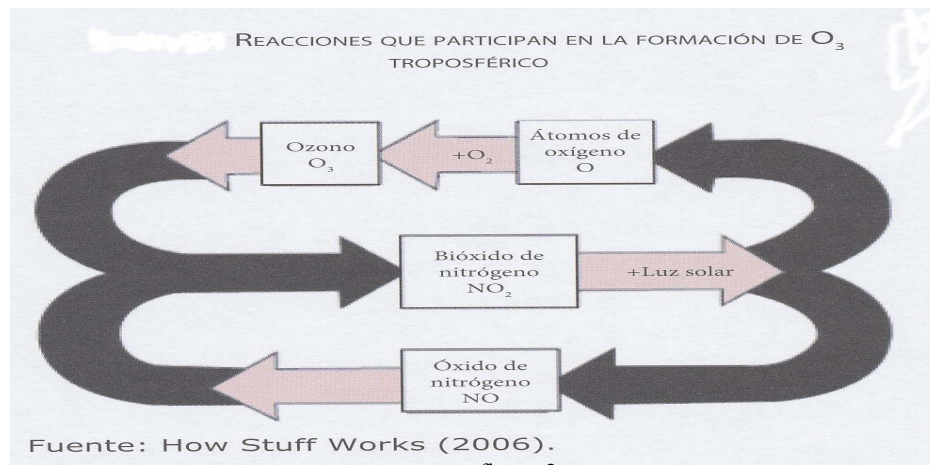 REACCIONES QUE PARTICIPAN EN LA FORMACIÓN DE O₃
TROPOSFÉRICO
Ozono
O₃
+O₂
Átomos de
oxígeno
O
Bióxido de
nitrógeno
NO₂
+Luz solar
Óxido de
nitrógeno
NO
Fuente: How Stuff Works (2006).